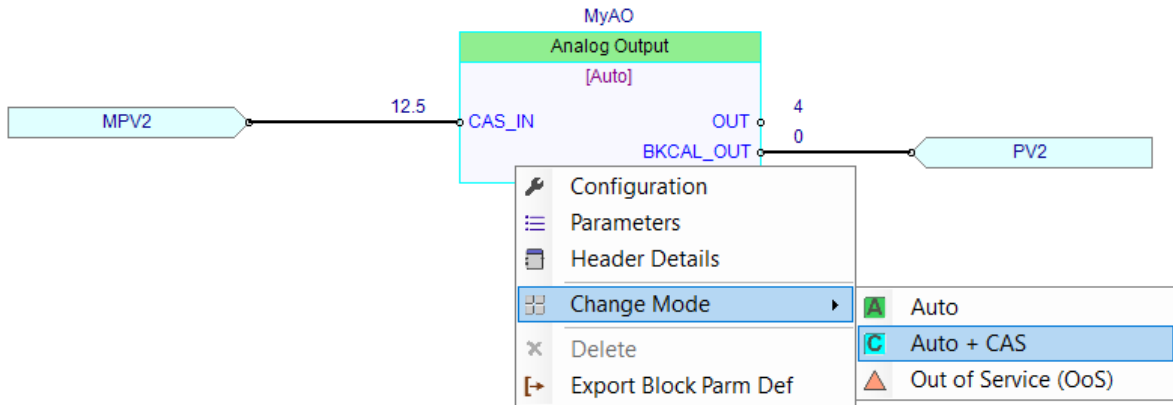 MyAO
Analog Output
[Auto]
MPV2
12.5
CAS_IN
OUT
4
BKCAL_OUT
0
PV2
Configuration
Parameters
Header Details
Change Mode
Delete
Export Block Parm Def
A Auto
C Auto + CAS
Out of Service (OoS)